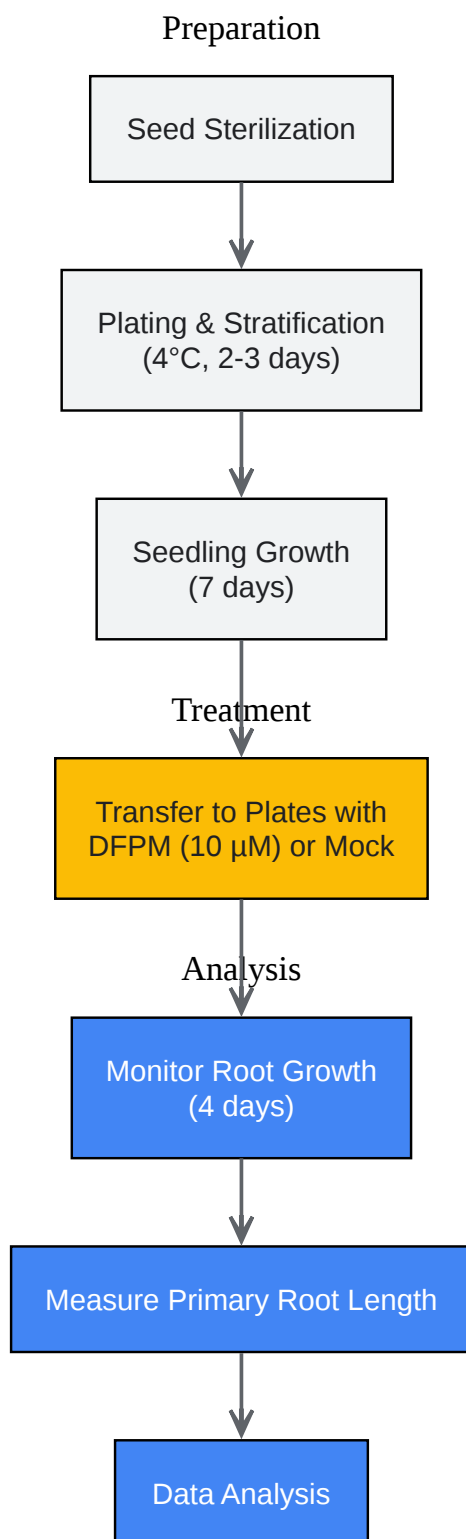 Preparation
Seed Sterilization
Plating & Stratification
(4°C, 2-3 days)
Seedling Growth
(7 days)
Treatment
Transfer to Plates with
DFPM (10 µM) or Mock
Analysis
Monitor Root Growth
(4 days)
Measure Primary Root Length
Data Analysis